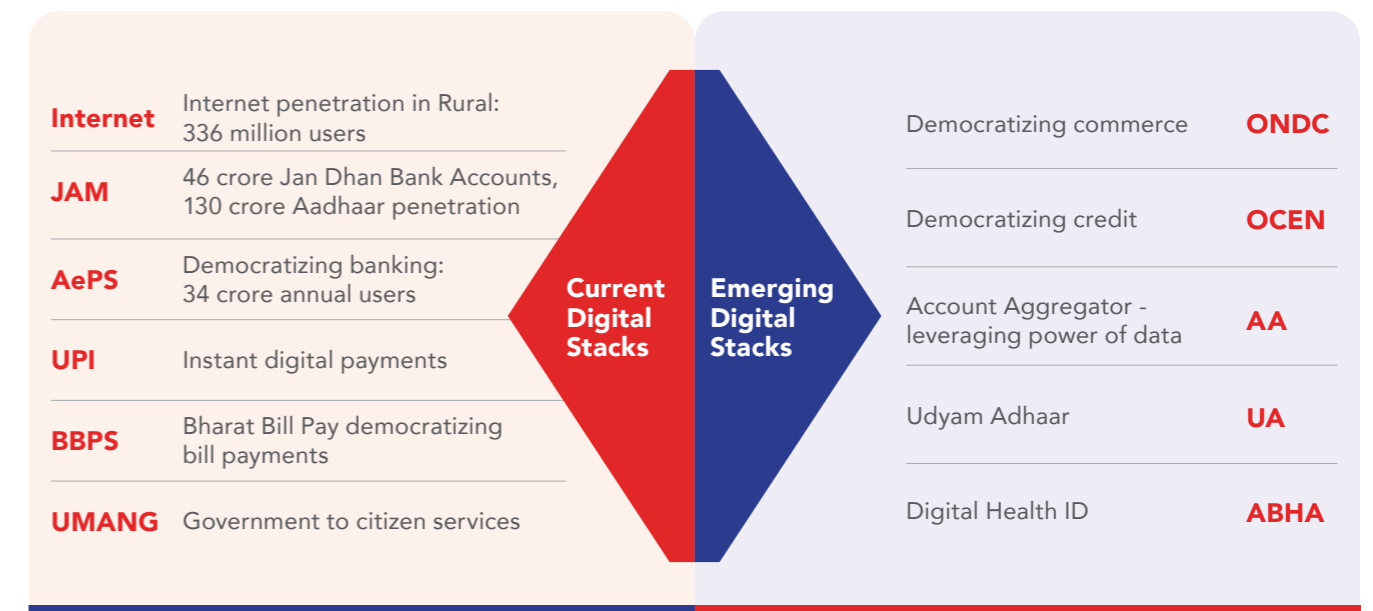 Internet
Internet penetration in Rural:
336 million users
JAM
46 crore Jan Dhan Bank Accounts,
130 crore Aadhaar penetration
AePS
Democratizing banking:
34 crore annual users
UPI
Instant digital payments
BBPS
Bharat Bill Pay democratizing
bill payments
UMANG
Government to citizen services
Current
Digital
Stacks
Emerging
Digital
Stacks
Democratizing commerce
ONDC
Democratizing credit
OCEN
Account Aggregator -
leveraging power of data
AA
Udyam Adhaar
UA
Digital Health ID
ABHA